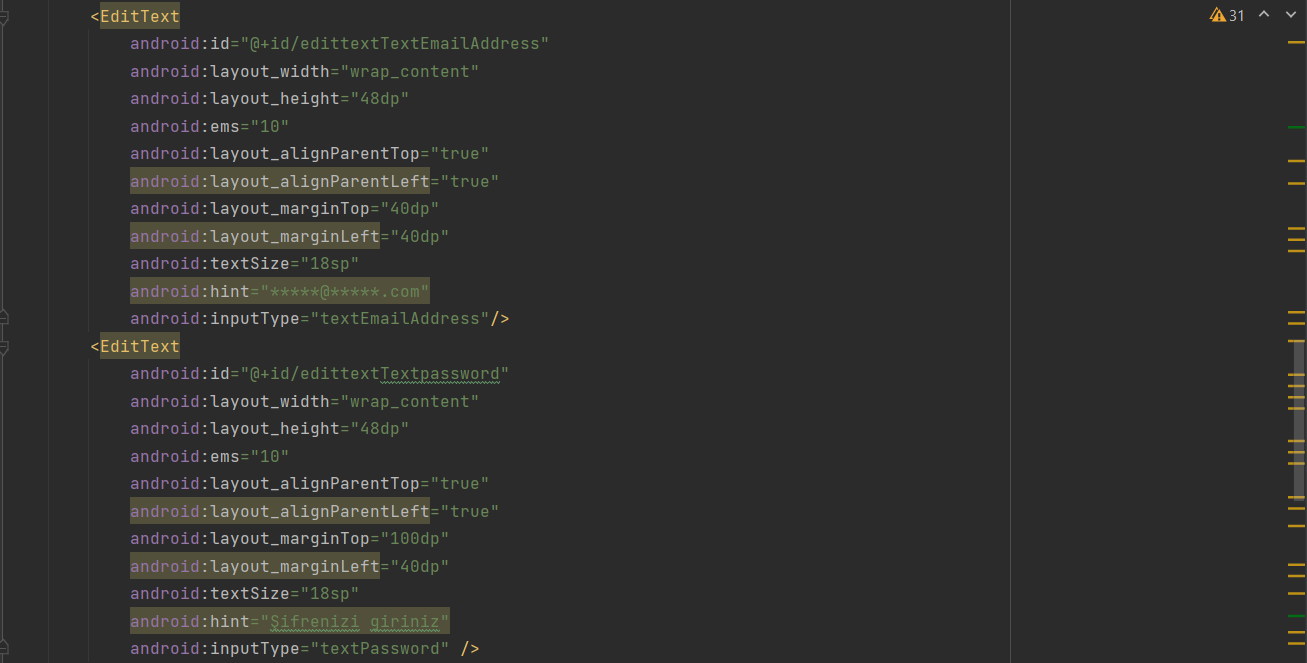 <EditText
31
android:id="@+id/edittextTextEmailAddress"
android:layout_width="wrap_content"
android:layout_height="48dp"
android:ems="10"
android:layout_alignParentTop="true"
android:layout_alignParentLeft="true"
android:layout_marginTop="40dp"
android:layout_marginLeft="40dp"
android:textSize="18sp"
android:hint="*****@*****.com"
android:inputType="textEmailAddress"/>
<EditText
android:id="@+id/edittextTextpassword"
android:layout_width="wrap_content"
android:layout_height="48dp"
android:ems="10"
android:layout_alignParentTop="true"
android:layout_alignParentLeft="true"
android:layout_marginTop="100dp"
android:layout_marginLeft="40dp"
android:textSize="18sp"
android:hint="Şifrenizi giriniz"
android:inputType="textPassword" />